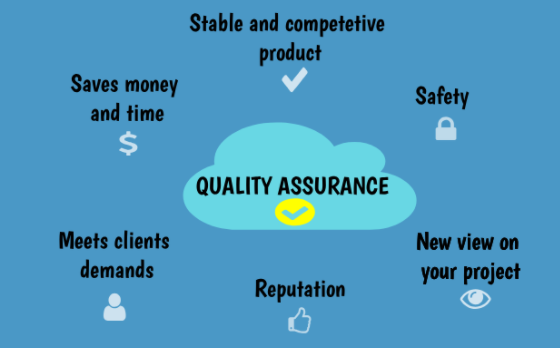 Stable and competetive
product
Saves money
and time
Safety
$
QUALITY ASSURANCE
Meets clients
demands
New view on
your project
Reputation